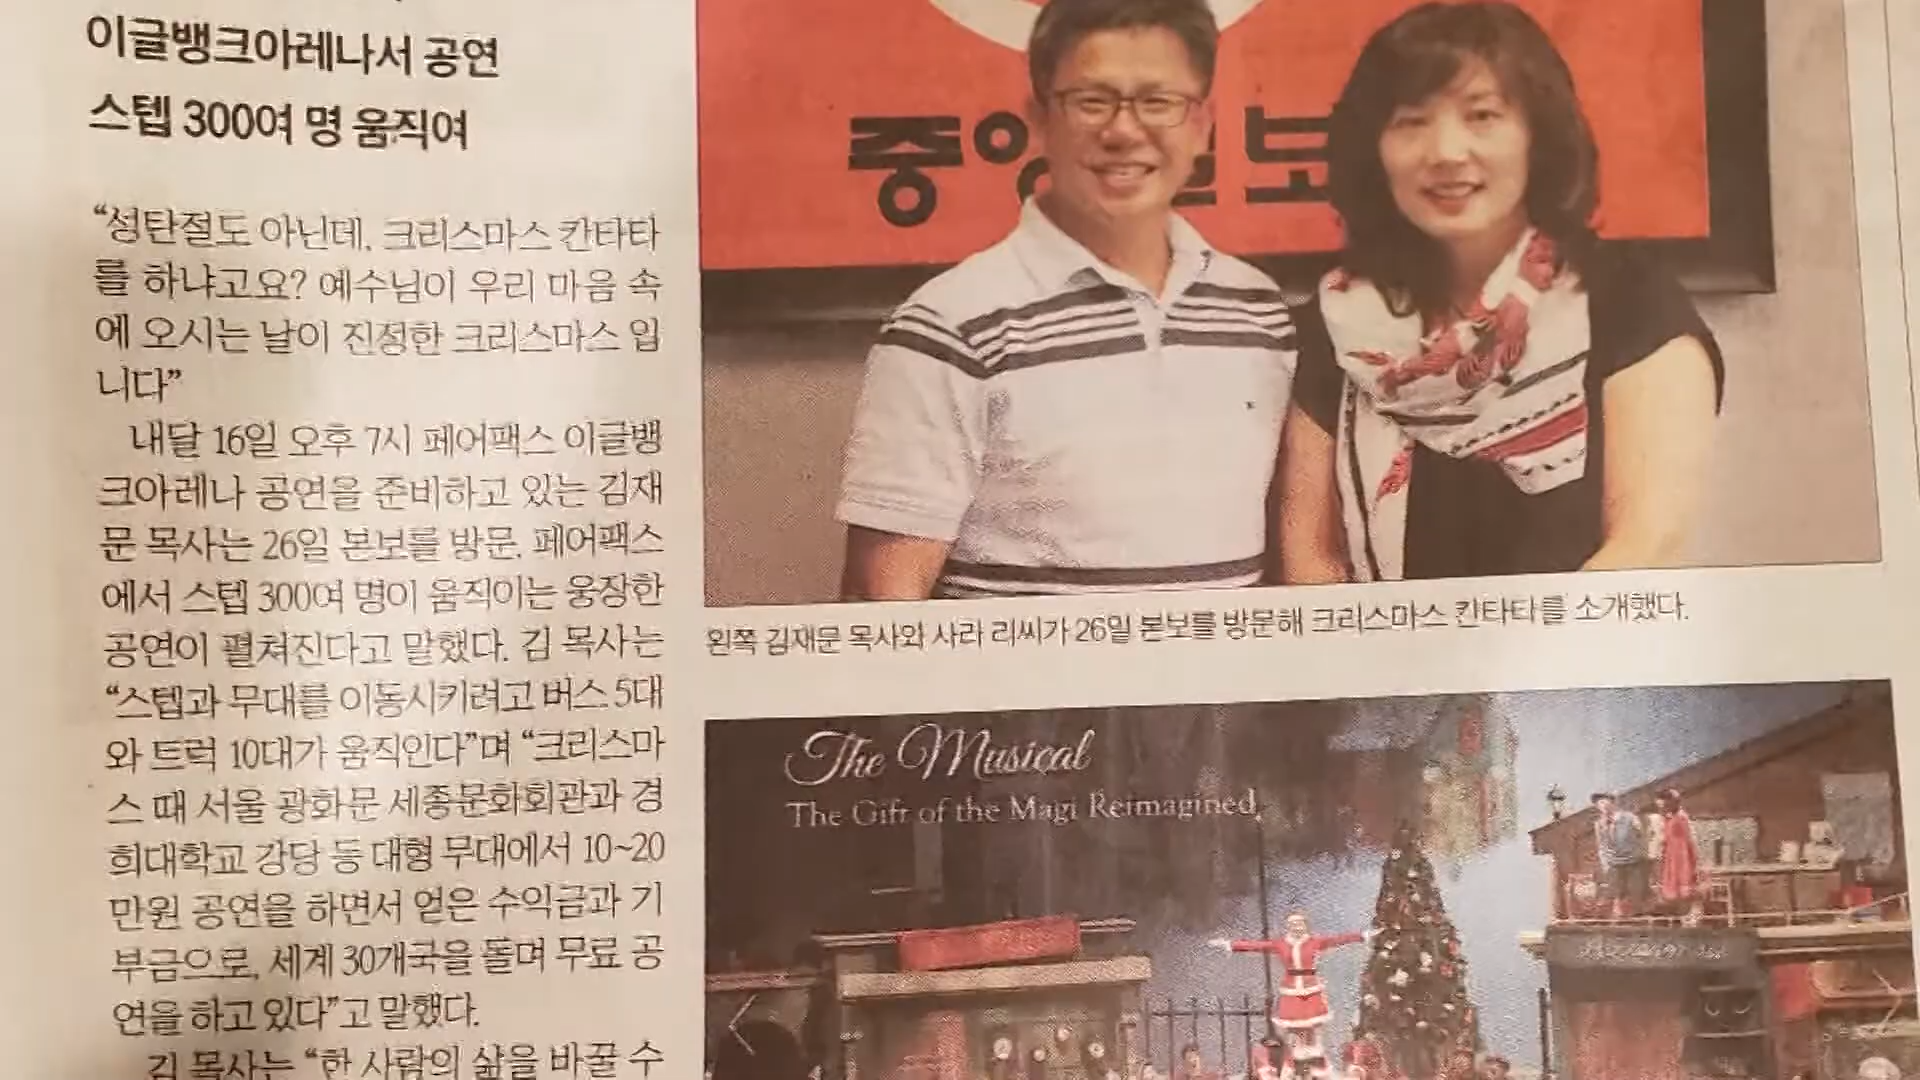 이글뱅크아레나서 공연
스텝 300여 명 움직여
“성탄절도 아닌데, 크리스마스 칸타타
를 하냐고요? 예수님이 우리 마음 속
에 오시는 날이 진정한 크리스마스 입
니다”
내달 16일 오후 7시 페어팩스 이글뱅
크아레나 공연을 준비하고 있는 김재
문 목사는 26일 본보를 방문, 페어팩스
에서 스텝 300여 명이 움직이는 웅장한
공연이 펼쳐진다고 말했다. 김 목사는
“스텝과 무대를 이동시키려고 버스 5대
와 트럭 10대가 움직인다”며 “크리스마
스 때 서울 광화문 세종문화회관과 경
희대학교 강당 등 대형 무대에서 10~20
만원 공연을 하면서 얻은 수익금과 기
부금으로, 세계 30개국을 돌며 무료 공
연을 하고 있다”고 말했다.
김 목사는 “한 사람의 삶을 바꿀 수
중앙일보
왼쪽 김재문 목사와 사라 리씨가 26일 본보를 방문해 크리스마스 칸타타를 소개했다.
The Musical
The Gift of the Magi Reimagined,